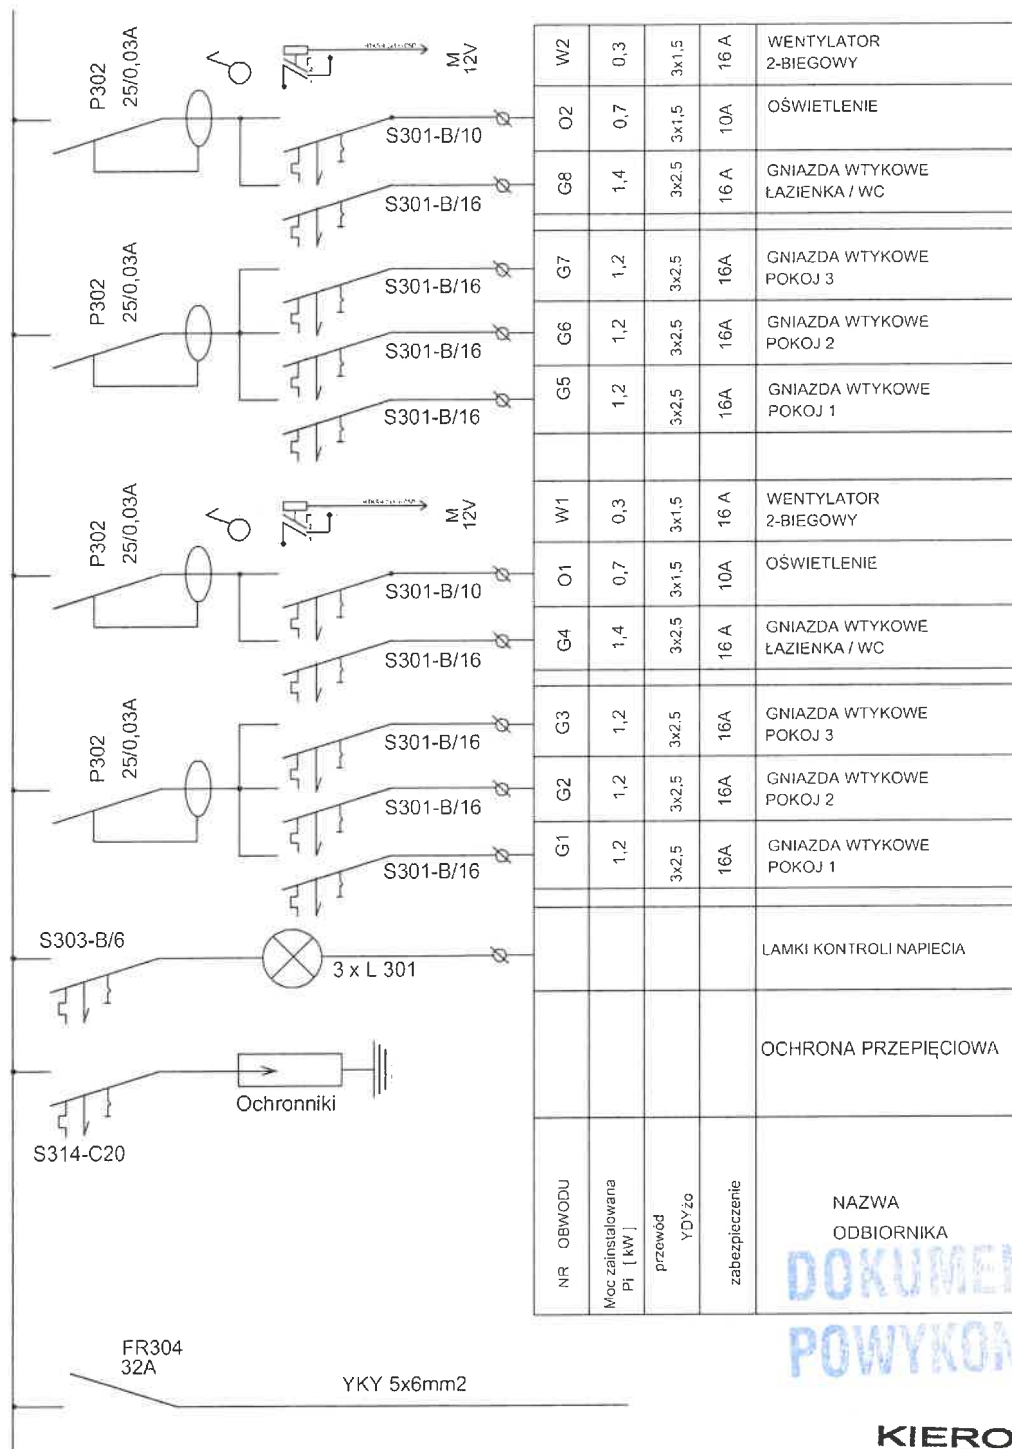 P302
25/0,03A
M
12V
W2
0,3
3x1,5
16 A
WENTYLATOR
2-BIEGOWY
S301-B/10
O2
0,7
3x1,5
10A
OŚWIETLENIE
S301-B/16
G8
1,4
3x2,5
16 A
GNIAZDA WTYKOWE
ŁAZIENKA / WC
P302
25/0,03A
S301-B/16
G7
1,2
3x2,5
16A
GNIAZDA WTYKOWE
POKOJ 3
S301-B/16
G6
1,2
3x2,5
16A
GNIAZDA WTYKOWE
POKOJ 2
S301-B/16
G5
1,2
3x2,5
16A
GNIAZDA WTYKOWE
POKOJ 1
P302
25/0,03A
M
12V
W1
0,3
3x1,5
16 A
WENTYLATOR
2-BIEGOWY
S301-B/10
O1
0,7
3x1,5
10A
OŚWIETLENIE
S301-B/16
G4
1,4
3x2,5
16 A
GNIAZDA WTYKOWE
ŁAZIENKA / WC
P302
25/0,03A
S301-B/16
G3
1,2
3x2,5
16A
GNIAZDA WTYKOWE
POKOJ 3
S301-B/16
G2
1,2
3x2,5
16A
GNIAZDA WTYKOWE
POKOJ 2
S301-B/16
G1
1,2
3x2,5
16A
GNIAZDA WTYKOWE
POKOJ 1
S303-B/6
3 x L 301
LAMKI KONTROLI NAPIECIA
Ochronniki
S314-C20
OCHRONA PRZEPIĘCIOWA
NR OBWODU
Moc zainstalowana
Pi [ kW ]
przewód
YDYżo
zabezpieczenie
NAZWA
ODBIORNIKA
DOKUMEN
POWYKON
FR304
32A
YKY 5x6mm2
KIERO